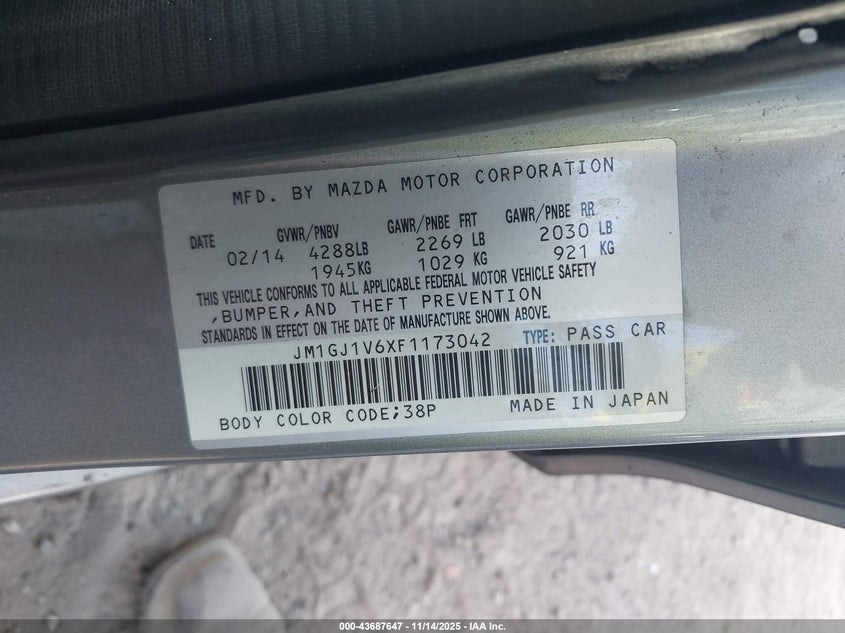 MFD. BY MAZDA MOTOR CORPORATION
DATE GVWR/PNBV GAWR/PNBE FRT GAWR/PNBE RR
02/14 4288LB 2269 LB 2030 LB
1945KG 1029 KG 921 KG
THIS VEHICLE CONFORMS TO ALL APPLICABLE FEDERAL MOTOR VEHICLE SAFETY
,BUMPER,AND THEFT PREVENTION
STANDARDS IN EFFECT ON THE DATE OF MANUFACTURE SHOWN ABOVE.
JM1GJ1V6XF1173042 TYPE: PASS CAR
BODY COLOR CODE;38P MADE IN JAPAN
000-43687647 | 11/14/2025 - IAA Inc.